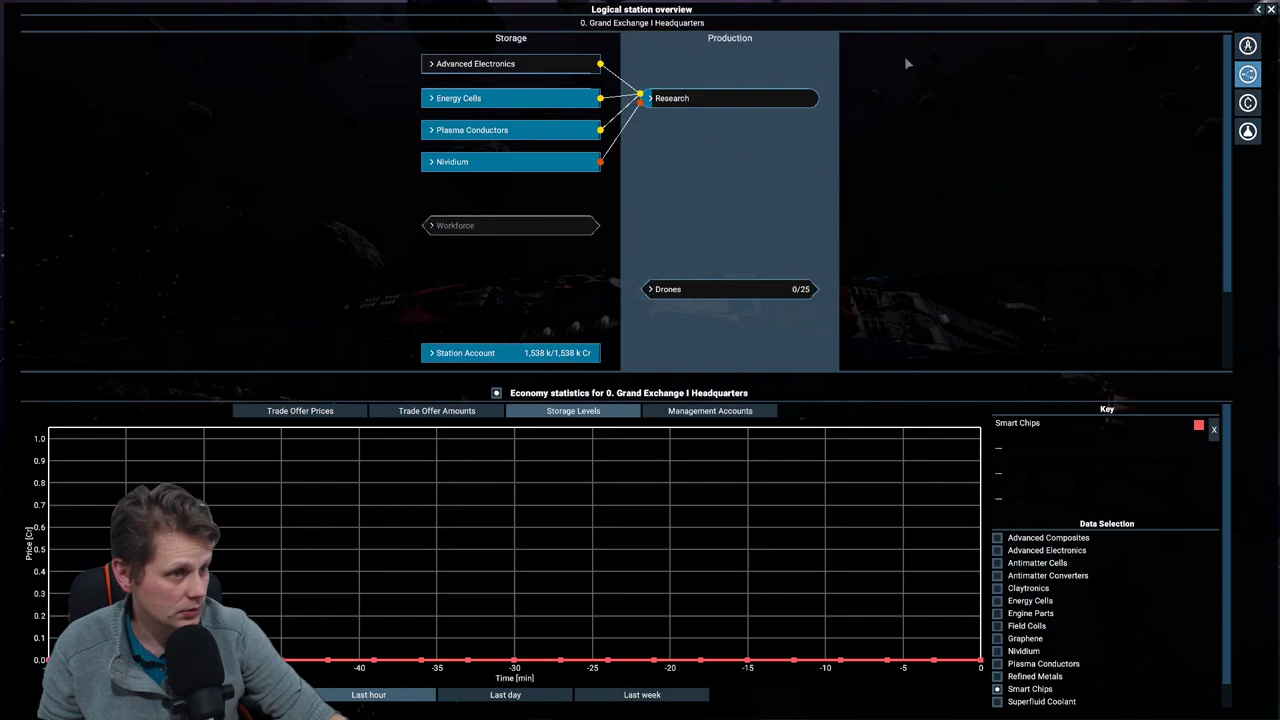 Logical station overview
0. Grand Exchange I Headquarters
Storage
Production
Advanced Electronics
Energy Cells
Research
Plasma Conductors
Nividium
Workforce
Drones 0/25
Station Account 1,538 k/1,538 k Cr
Economy statistics for 0. Grand Exchange I Headquarters
Trade Offer Prices
Trade Offer Amounts
Storage Levels
Management Accounts
Key
Smart Chips
X
—
—
—
1.0
0.9
0.8
0.7
0.6
0.5
0.4
0.3
0.2
0.1
0.0
Price [Cr]
-40
-35
-30
-25
-20
-15
-10
-5
0
Time [min]
Last hour
Last day
Last week
Data Selection
Advanced Composites
Advanced Electronics
Antimatter Cells
Antimatter Converters
Claytronics
Energy Cells
Engine Parts
Field Coils
Graphene
Nividium
Plasma Conductors
Refined Metals
Smart Chips
Superfluid Coolant